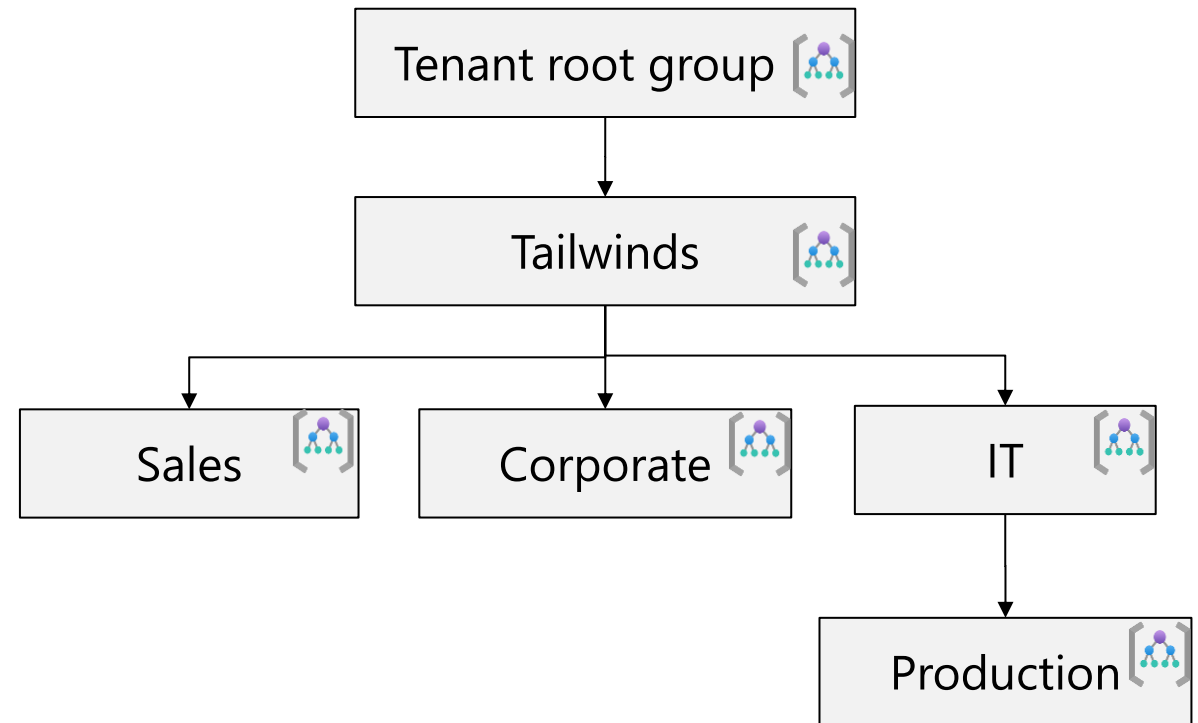 Tenant root group
Tailwinds
Sales
Corporate
IT
Production